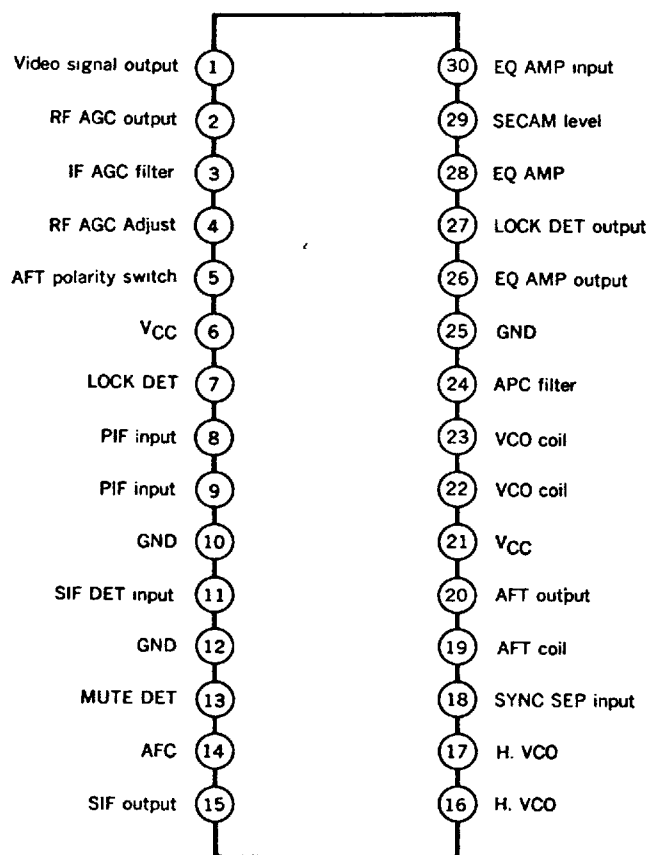 Video signal output 1 30 EQ AMP input
RF AGC output 2 29 SECAM level
IF AGC filter 3 28 EQ AMP
RF AGC Adjust 4 27 LOCK DET output
AFT polarity switch 5 26 EQ AMP output
VCC 6 25 GND
LOCK DET 7 24 APC filter
PIF input 8 23 VCO coil
PIF input 9 22 VCO coil
GND 10 21 VCC
SIF DET input 11 20 AFT output
GND 12 19 AFT coil
MUTE DET 13 18 SYNC SEP input
AFC 14 17 H. VCO
SIF output 15 16 H. VCO